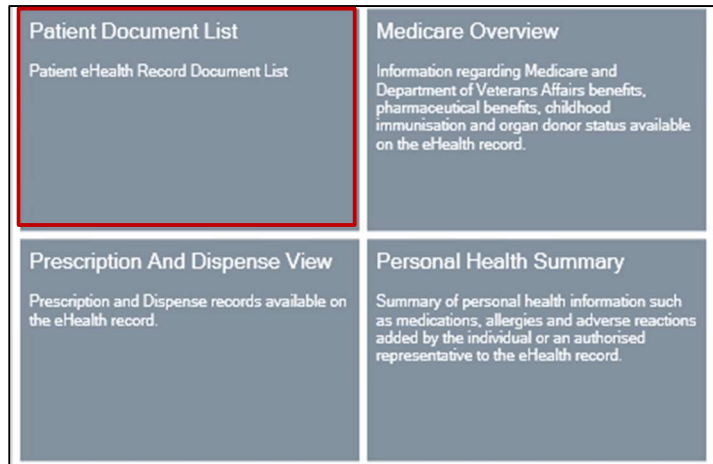 Patient Document List
Patient eHealth Record Document List
Medicare Overview
Information regarding Medicare and
Department of Veterans Affairs benefits,
pharmaceutical benefits, childhood
immunisation and organ donor status available
on the eHealth record.
Prescription And Dispense View
Prescription and Dispense records available on
the eHealth record.
Personal Health Summary
Summary of personal health information such
as medications, allergies and adverse reactions
added by the individual or an authorised
representative to the eHealth record.